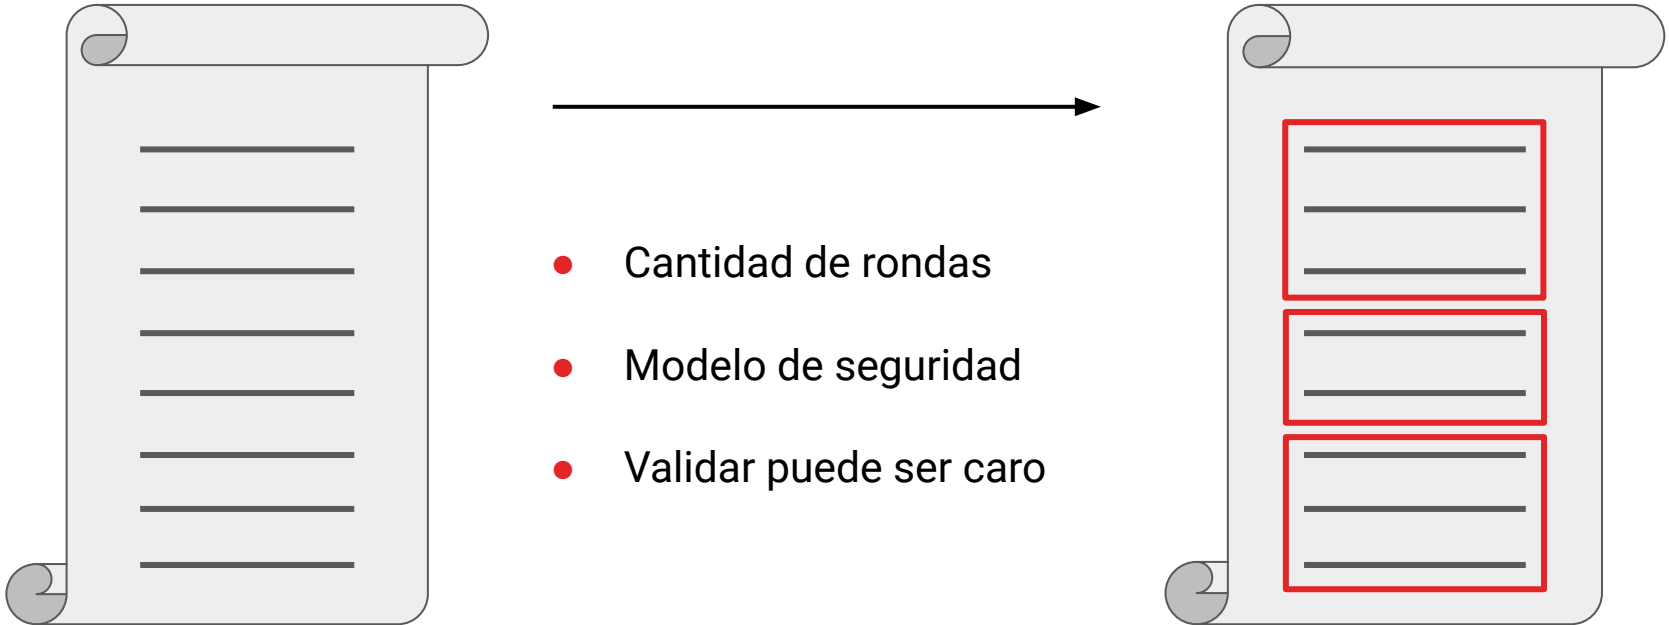 Cantidad de rondas
Modelo de seguridad
Validar puede ser caro